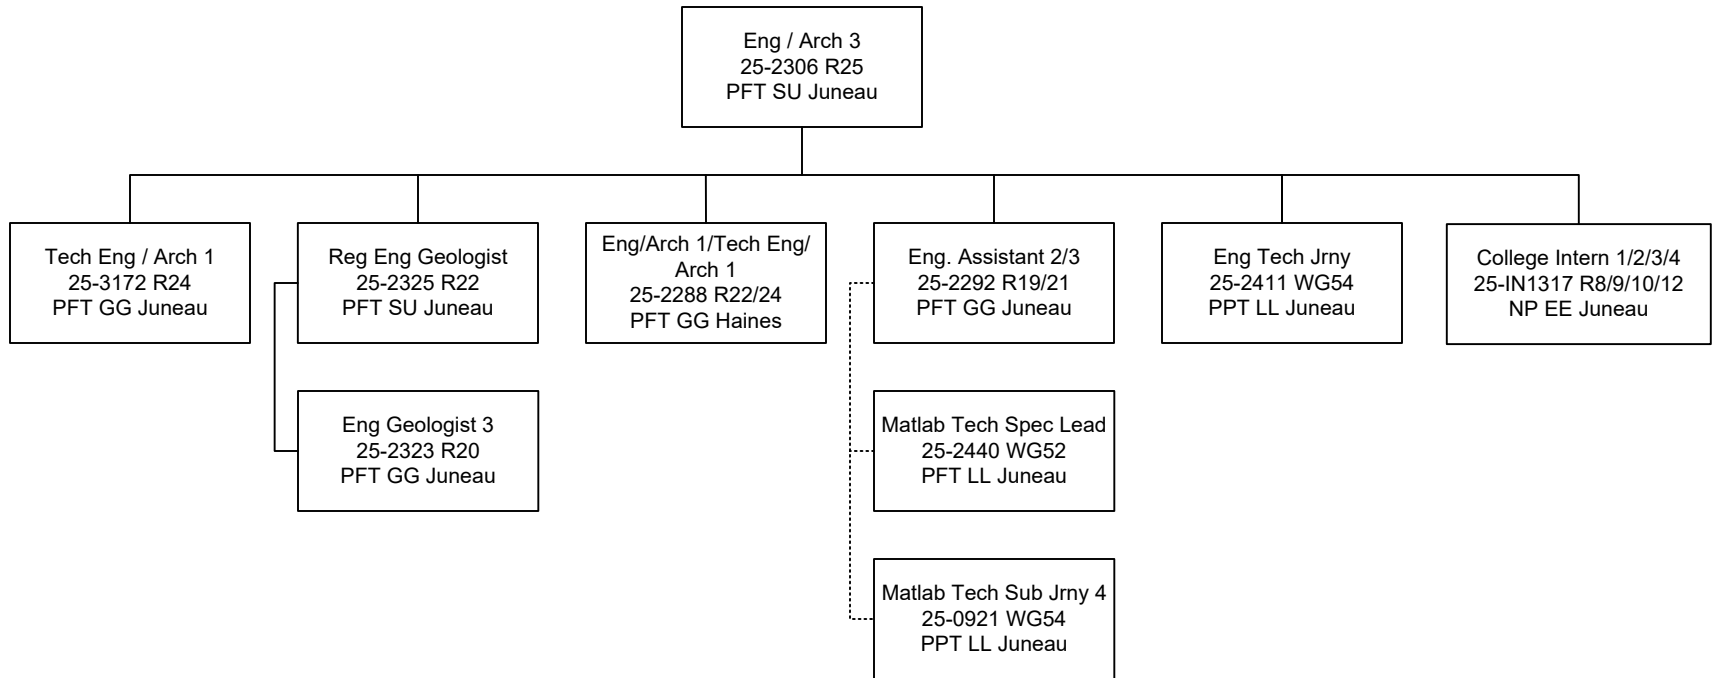 Eng / Arch 3
25-2306 R25
PFT SU Juneau
Tech Eng / Arch 1
25-3172 R24
PFT GG Juneau
Reg Eng Geologist
25-2325 R22
PFT SU Juneau
Eng/Arch 1/Tech Eng/
Arch 1
25-2288 R22/24
PFT GG Haines
Eng. Assistant 2/3
25-2292 R19/21
PFT GG Juneau
Eng Tech Jrny
25-2411 WG54
PPT LL Juneau
College Intern 1/2/3/4
25-IN1317 R8/9/10/12
NP EE Juneau
Eng Geologist 3
25-2323 R20
PFT GG Juneau
Matlab Tech Spec Lead
25-2440 WG52
PFT LL Juneau
Matlab Tech Sub Jrny 4
25-0921 WG54
PPT LL Juneau